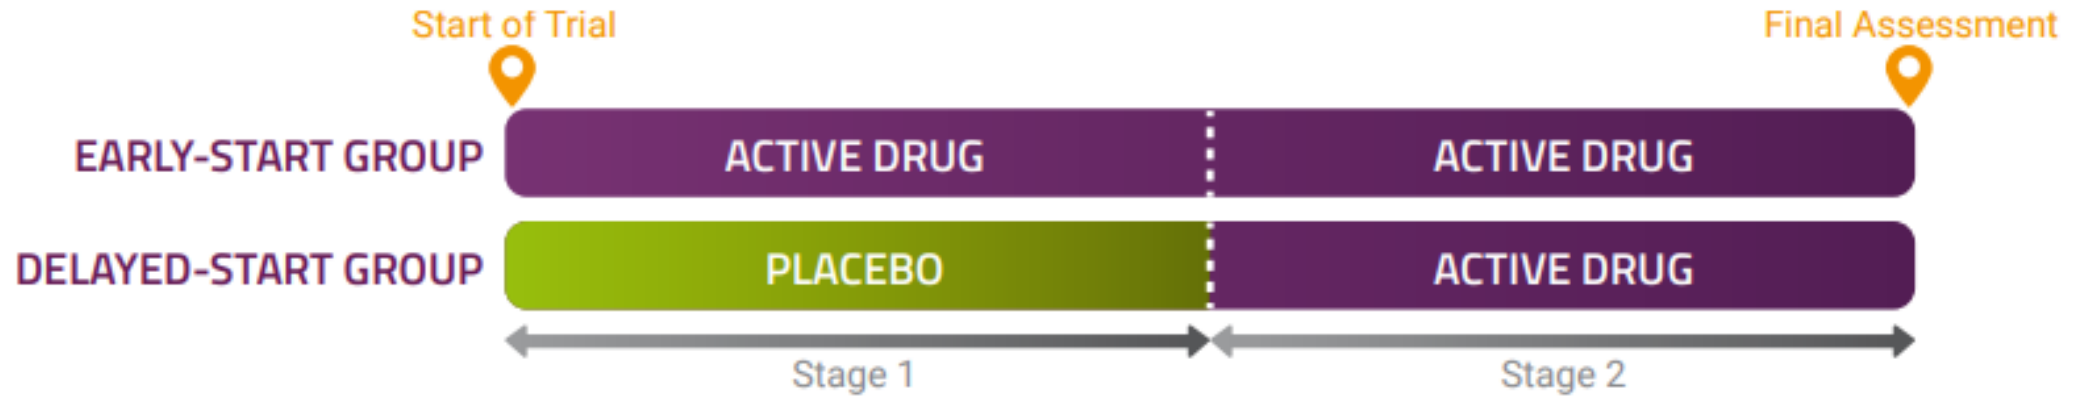 Start of Trial
Final Assessment
EARLY-START GROUP
ACTIVE DRUG
ACTIVE DRUG
DELAYED-START GROUP
PLACEBO
ACTIVE DRUG
Stage 1
Stage 2